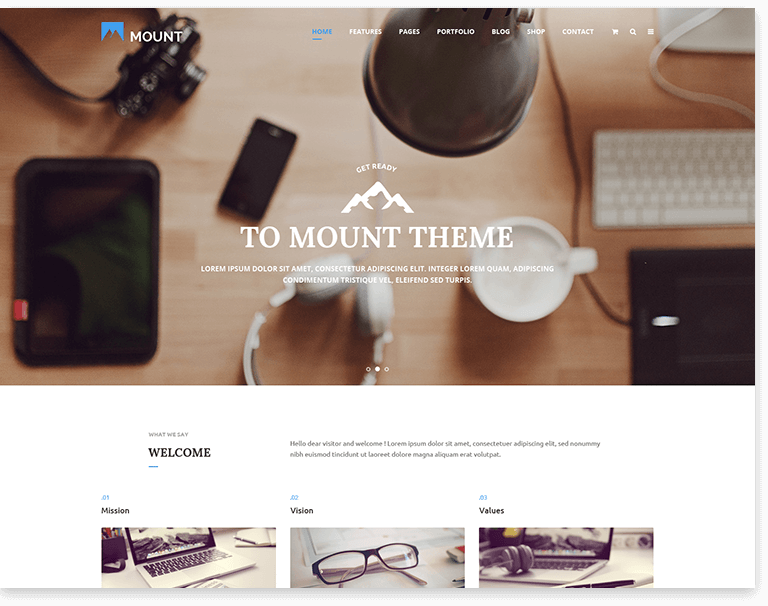 MOUNT
HOME FEATURES PAGES PORTFOLIO BLOG SHOP CONTACT
GET READY
TO MOUNT THEME
LOREM IPSUM DOLOR SIT AMET, CONSECTETUR ADIPISCING ELIT. INTEGER LOREM QUAM, ADIPISCING
CONDIMENTUM TRISTIQUE VEL, ELEIFEND SED TURPIS.
WHAT WE SAY
WELCOME
Hello dear visitor and welcome ! Lorem ipsum dolor sit amet, consectetuer adipiscing elit, sed nonummy
nibh euismod tincidunt ut laoreet dolore magna aliquam erat volutpat.
.01
Mission
.02
Vision
.03
Values